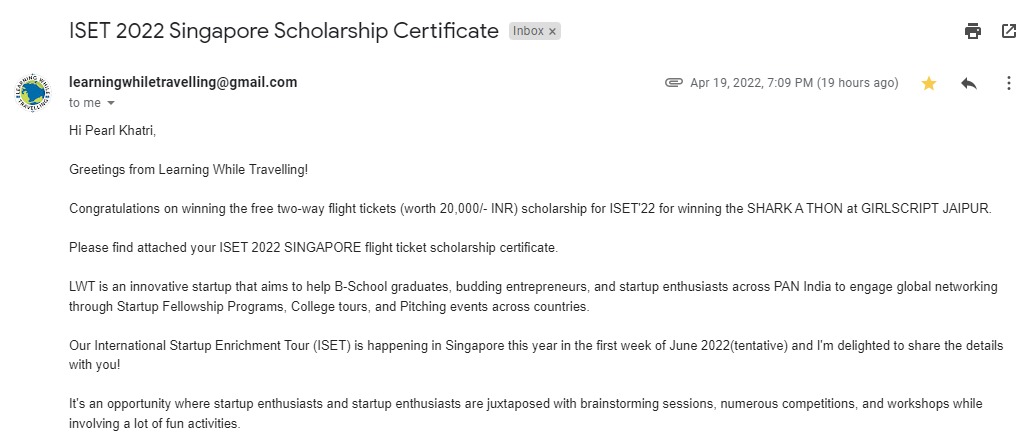 ISET 2022 Singapore Scholarship Certificate Inbox ×
learningwhiletravelling@gmail.com Apr 19, 2022, 7:09 PM (19 hours ago)
to me
Hi Pearl Khatri,
Greetings from Learning While Travelling!
Congratulations on winning the free two-way flight tickets (worth 20,000/- INR) scholarship for ISET'22 for winning the SHARK A THON at GIRLSCRIPT JAIPUR.
Please find attached your ISET 2022 SINGAPORE flight ticket scholarship certificate.
LWT is an innovative startup that aims to help B-School graduates, budding entrepreneurs, and startup enthusiasts across PAN India to engage global networking
through Startup Fellowship Programs, College tours, and Pitching events across countries.
Our International Startup Enrichment Tour (ISET) is happening in Singapore this year in the first week of June 2022(tentative) and I'm delighted to share the details
with you!
It's an opportunity where startup enthusiasts and startup enthusiasts are juxtaposed with brainstorming sessions, numerous competitions, and workshops while
involving a lot of fun activities.
LEARNING WHILE
TRAVELLING